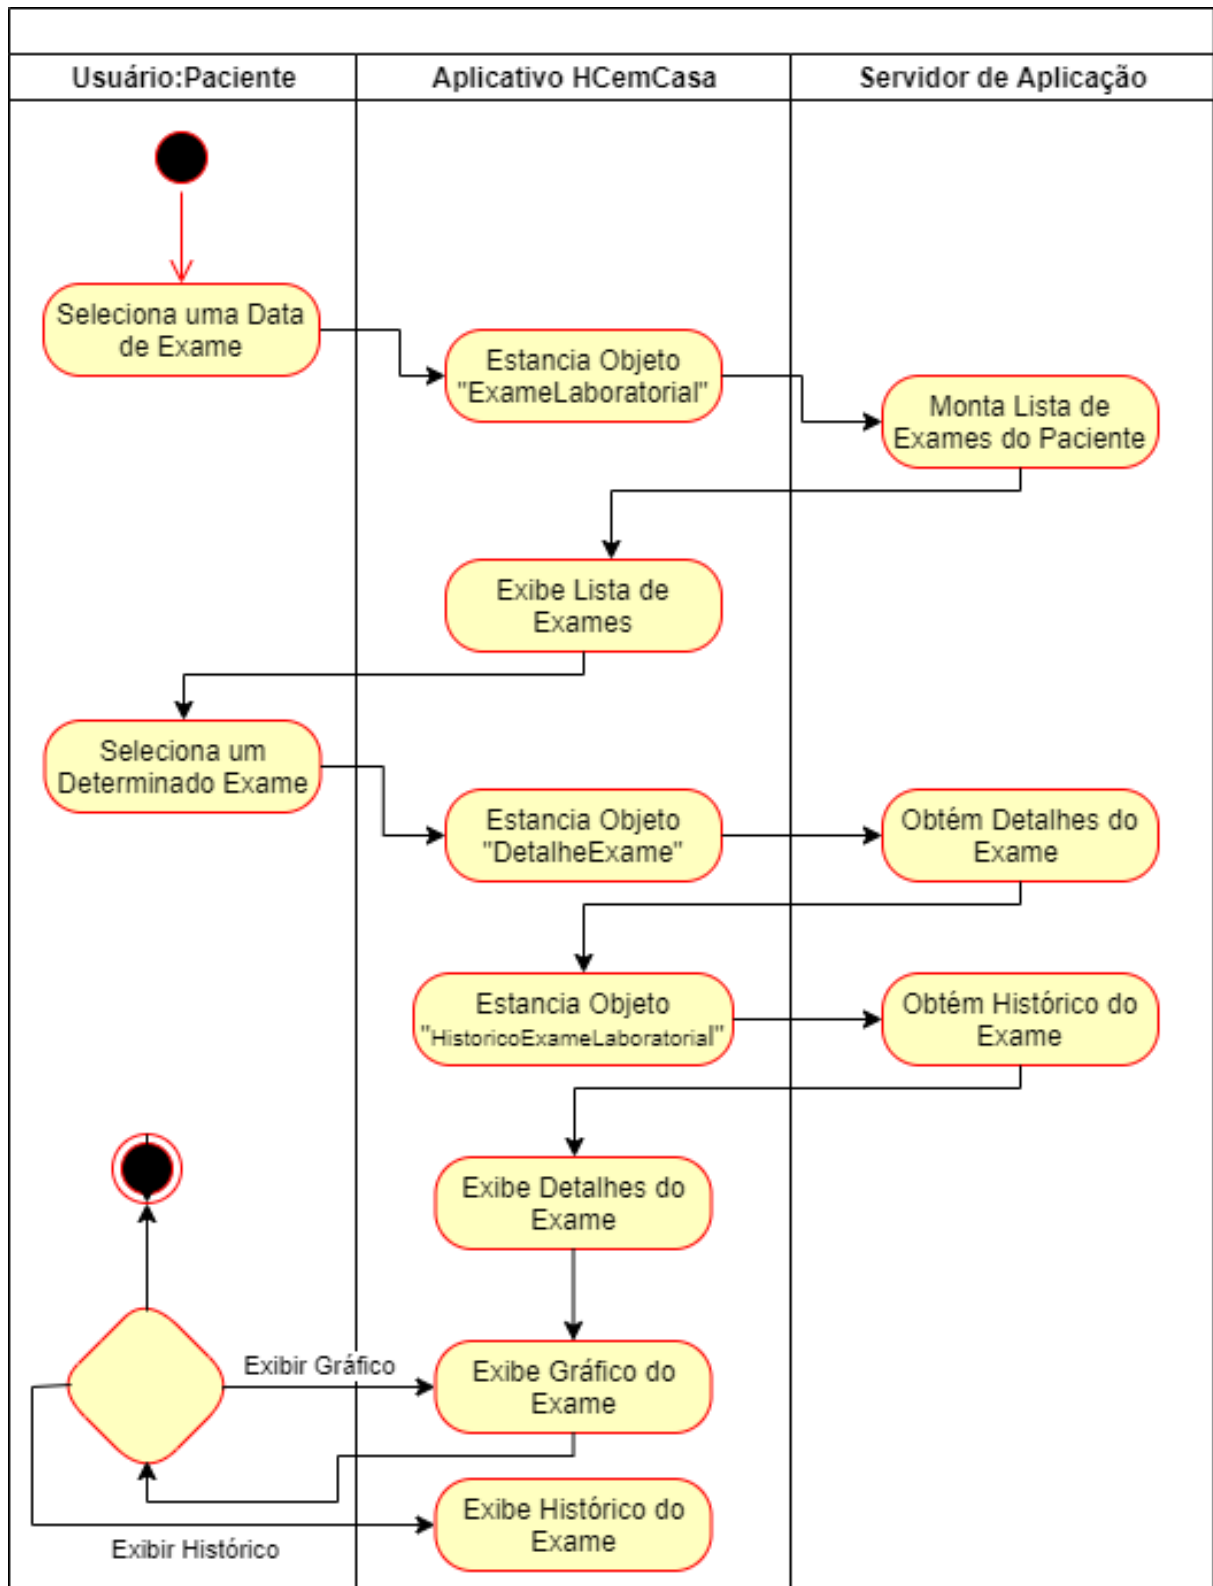 Usuário:Paciente
Aplicativo HCemCasa
Servidor de Aplicação
Seleciona uma Data
de Exame
Estancia Objeto
"ExameLaboratorial"
Monta Lista de
Exames do Paciente
Exibe Lista de
Exames
Seleciona um
Determinado Exame
Estancia Objeto
"DetalheExame"
Obtém Detalhes do
Exame
Estancia Objeto
"HistoricoExameLaboratorial"
Obtém Histórico do
Exame
Exibe Detalhes do
Exame
Exibir Gráfico
Exibe Gráfico do
Exame
Exibe Histórico do
Exame
Exibir Histórico